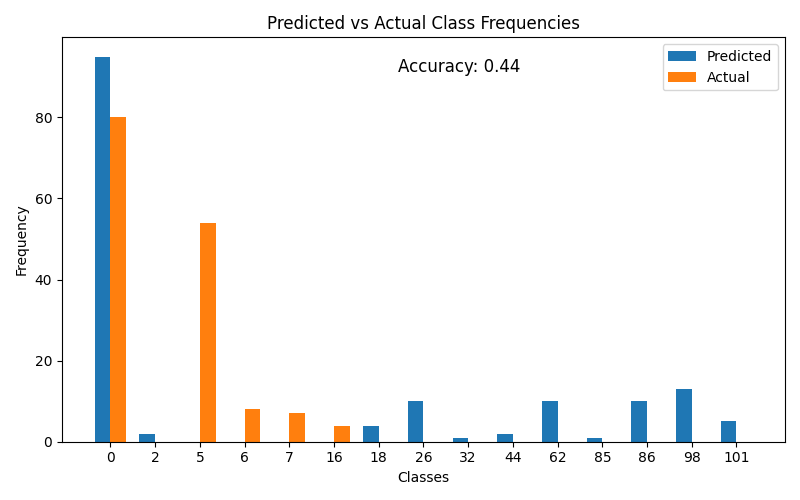 Predicted vs Actual Class Frequencies
Accuracy: 0.44
Predicted
Actual
Frequency
80
60
40
20
0
0 2 5 6 7 16 18 26 32 44 62 85 86 98 101
Classes